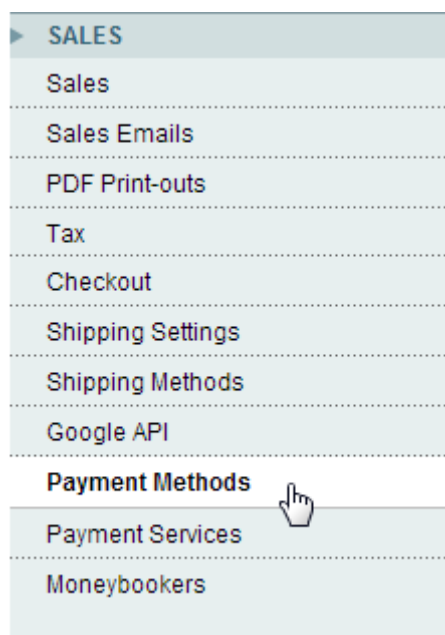 SALES
Sales
Sales Emails
PDF Print-outs
Tax
Checkout
Shipping Settings
Shipping Methods
Google API
Payment Methods
Payment Services
Moneybookers